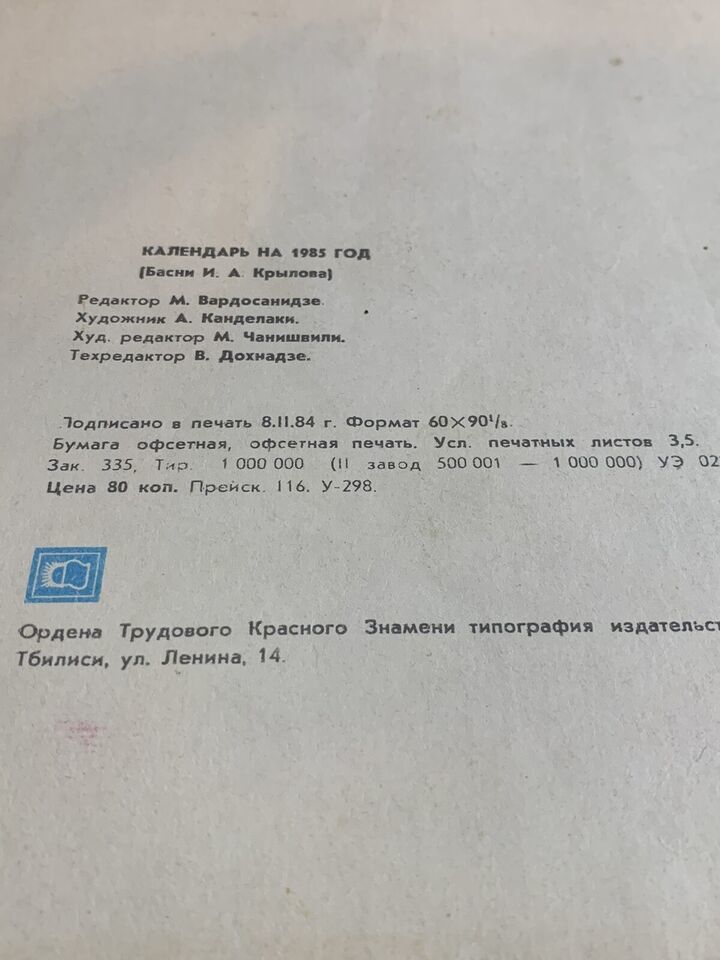 КАЛЕНДАРЬ НА 1985 ГОД
(Басни И. А. Крылова)
Редактор М. Вардосанидзе.
Художник А. Канделаки.
Худ. редактор М. Чанишвили.
Техредактор В. Дохнадзе.
Подписано в печать 8.II.84 г. Формат 60×90¹/₈.
Бумага офсетная, офсетная печать. Усл. печатных листов 3,5.
Зак. 335, Тир. 1 000 000 (II завод 500 001 — 1 000 000) УЭ
Цена 80 коп. Прейск. 116. У-298.
Ордена Трудового Красного Знамени типография
Тбилиси, ул. Ленина, 14.